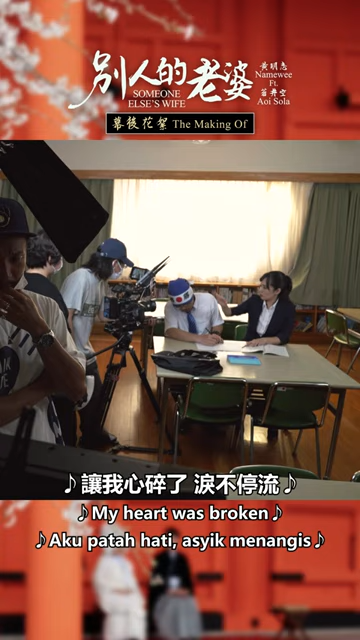 別人的老婆
SOMEONE
ELSE'S WIFE
黃明志
Namewee
Ft.
蒼井空
Aoi Sola
幕後花絮 The Making Of
♪讓我心碎了 淚不停流♪
♪My heart was broken♪
♪Aku patah hati, asyik menangis♪